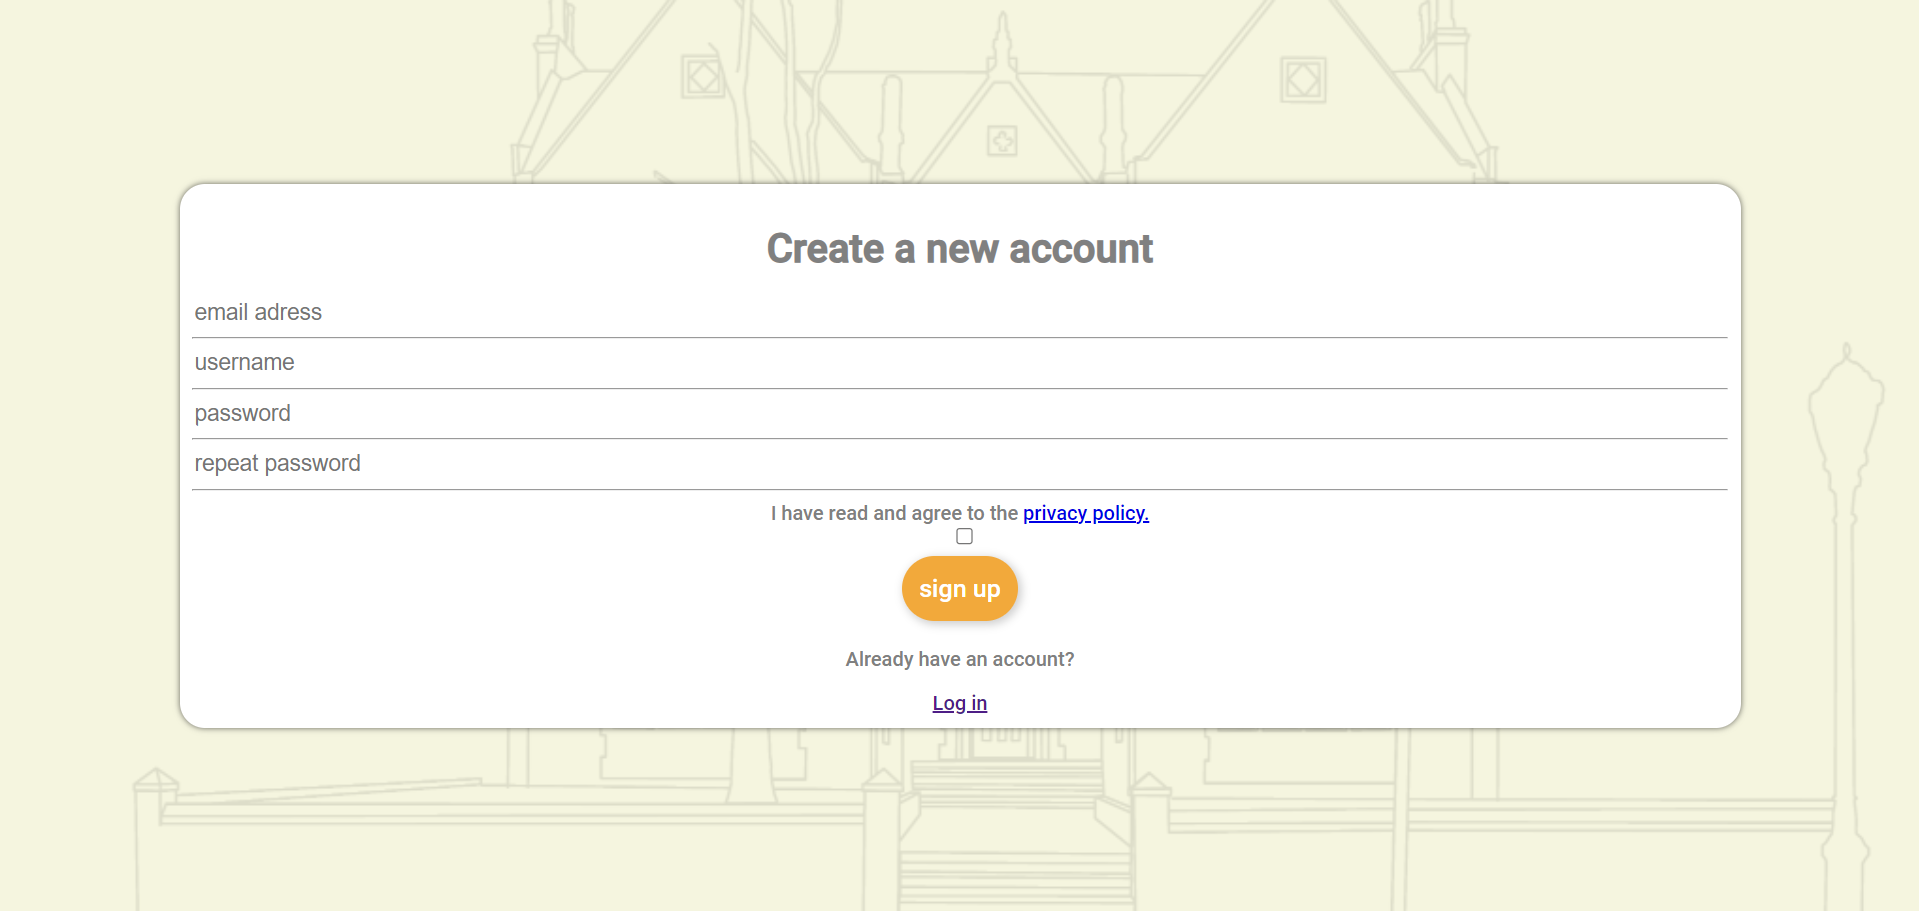 Create a new account
email adress
username
password
repeat password
I have read and agree to the privacy policy.
sign up
Already have an account?
Log in